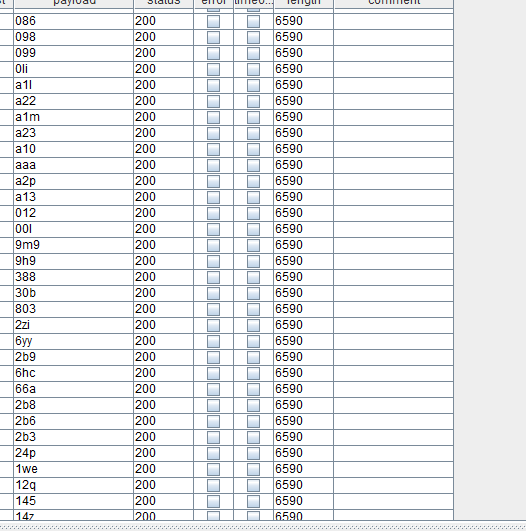 payload status error timeo... length comment
086 200 6590
098 200 6590
099 200 6590
0li 200 6590
200 6590
a22 200 6590
a1m 200 6590
a23 200 6590
a10 200 6590
aaa 200 6590
a2p 200 6590
a13 200 6590
012 200 6590
200 6590
9m9 200 6590
9h9 200 6590
388 200 6590
30b 200 6590
803 200 6590
2zi 200 6590
6yy 200 6590
2b9 200 6590
6hc 200 6590
66a 200 6590
2b8 200 6590
2b6 200 6590
2b3 200 6590
24p 200 6590
1we 200 6590
12q 200 6590
145 200 6590
14z 200 6590